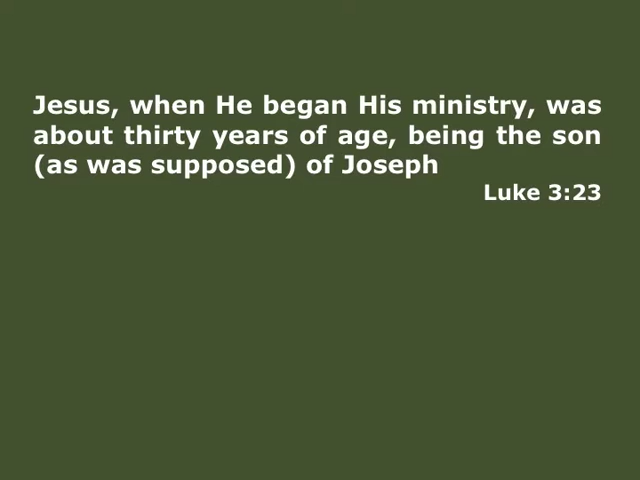 Jesus, when He began His ministry, was
about thirty years of age, being the son
(as was supposed) of Joseph
Luke 3:23